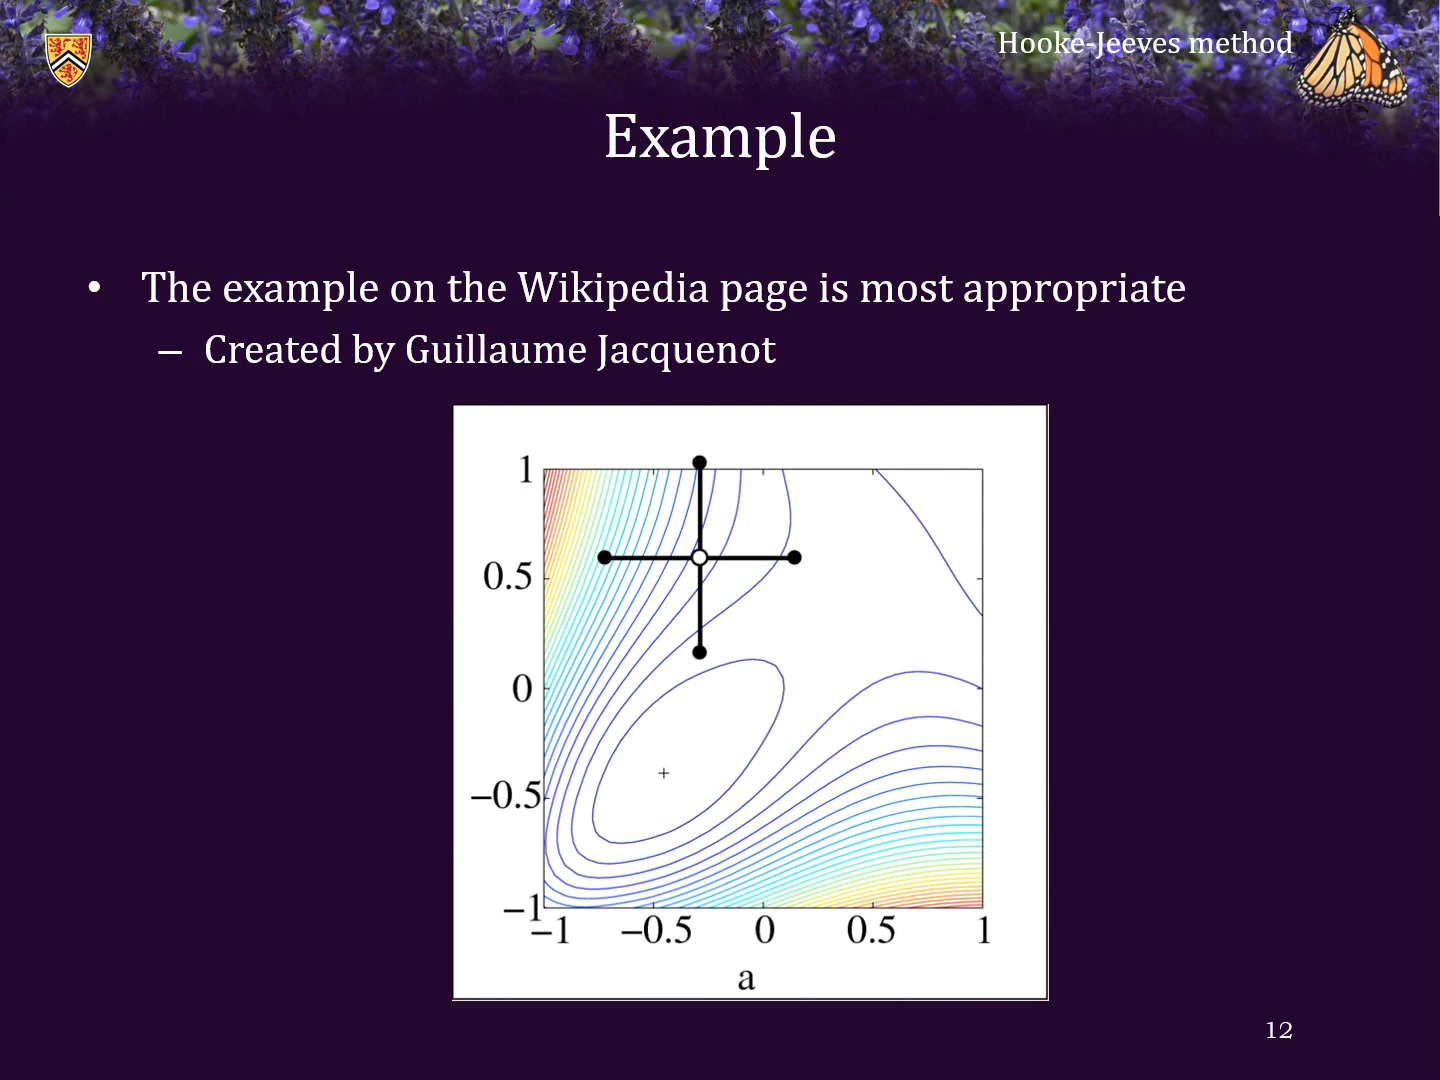 Hooke-Jeeves method
Example
• The example on the Wikipedia page is most appropriate
– Created by Guillaume Jacquenot
1
0.5
0
−0.5
−1
−1 −0.5 0 0.5 1
a
12